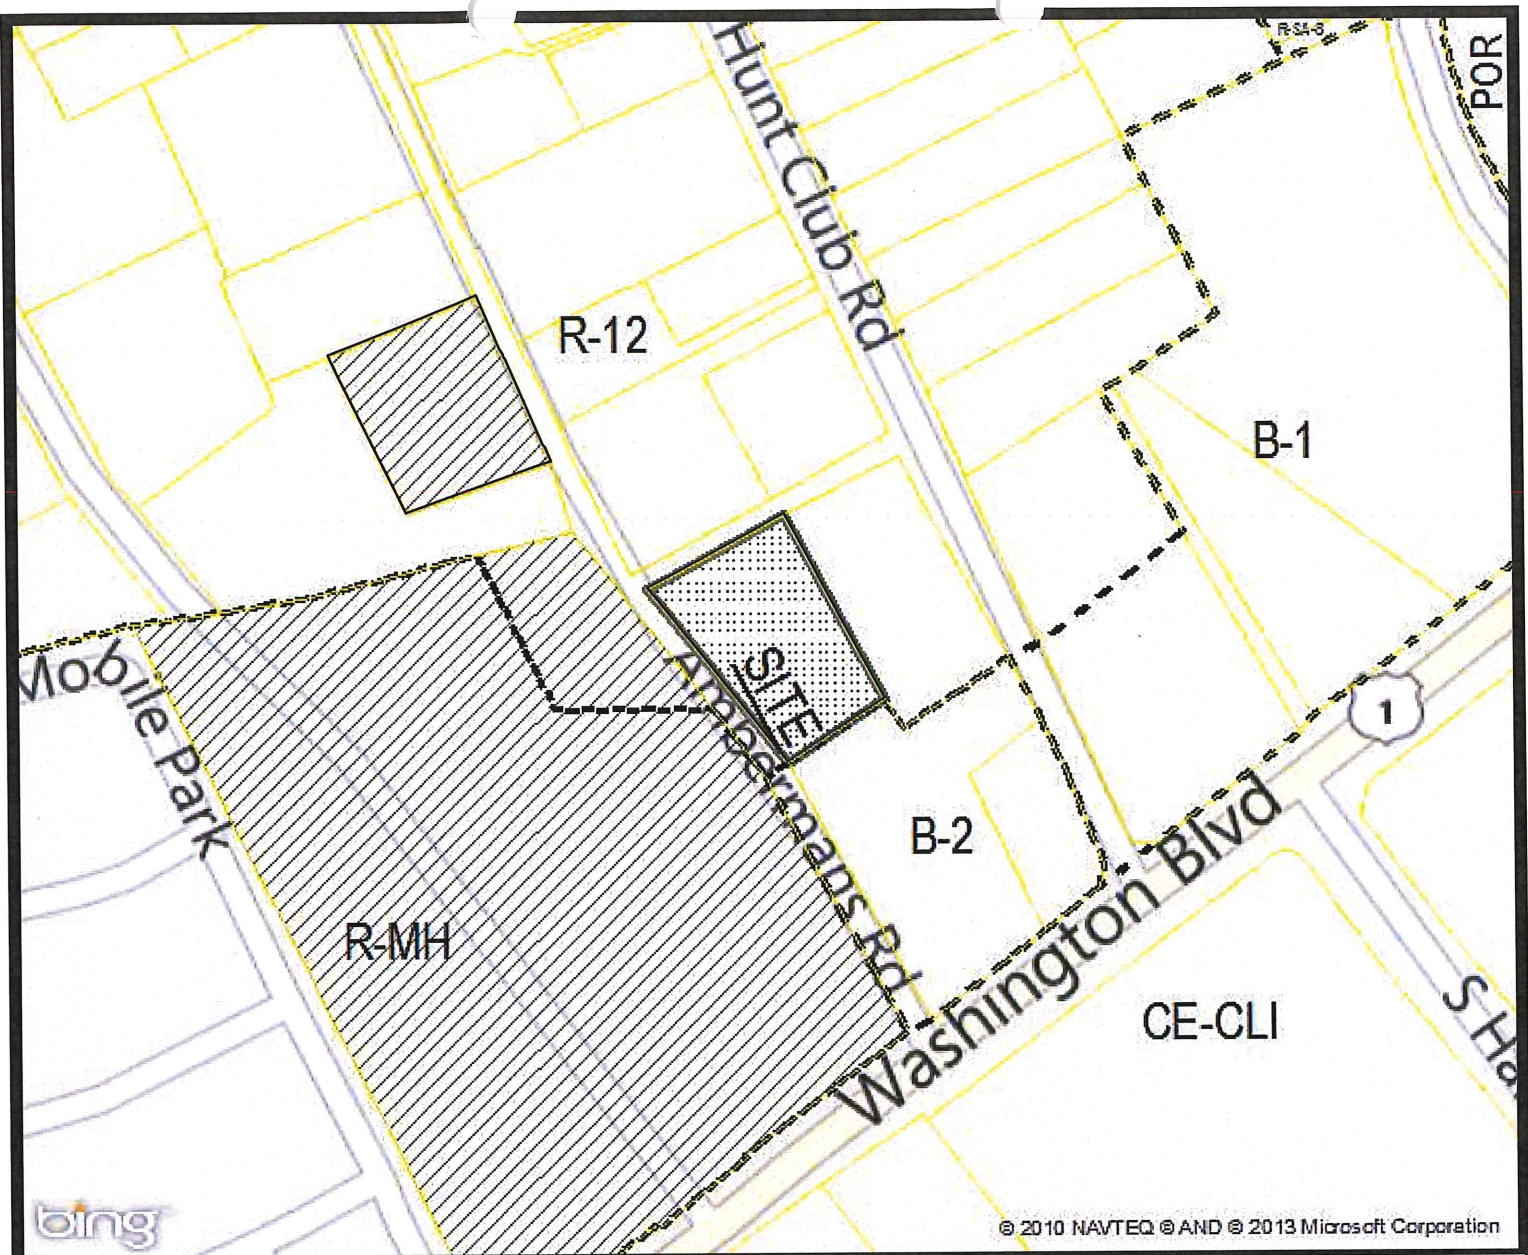 R-SA-8
POR
Hunt Club Rd
R-12
B-1
SITE
Mobile Park
Ambermans Rd
1
B-2
R-MH
Washington Blvd
CE-CLI
S Ha
bing
© 2010 NAVTEQ © AND © 2013 Microsoft Corporation